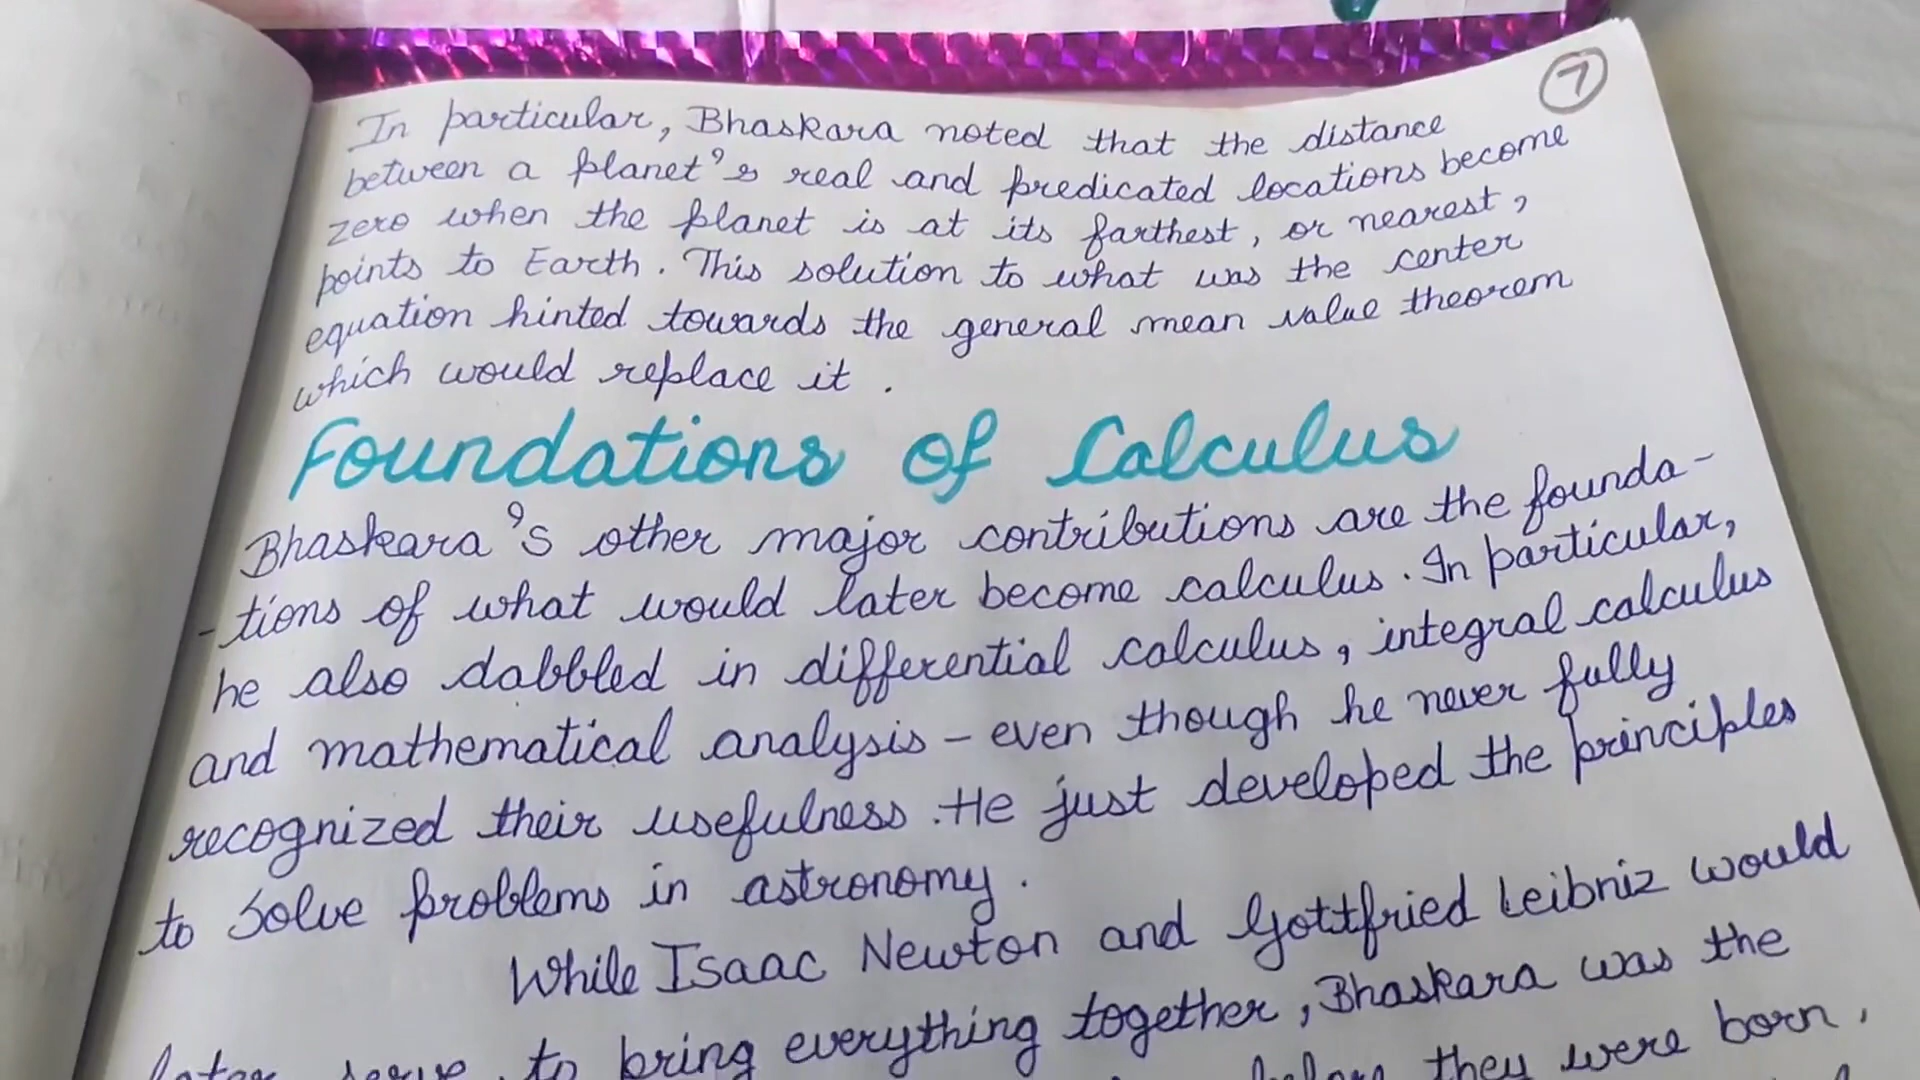 7
In particular, Bhaskara noted that the distance
between a planet's real and predicated locations become
zero when the planet is at its farthest, or nearest,
points to Earth. This solution to what was the center
equation hinted towards the general mean value theorem
which would replace it.
Foundations of Calculus
Bhaskara's other major contributions are the founda-
-tions of what would later become calculus. In particular,
he also dabbled in differential calculus, integral calculus
and mathematical analysis - even though he never fully
recognized their usefulness. He just developed the principles
to solve problems in astronomy.
While Isaac Newton and Gottfried Leibniz would
later serve to bring everything together, Bhaskara was the
before they were born.